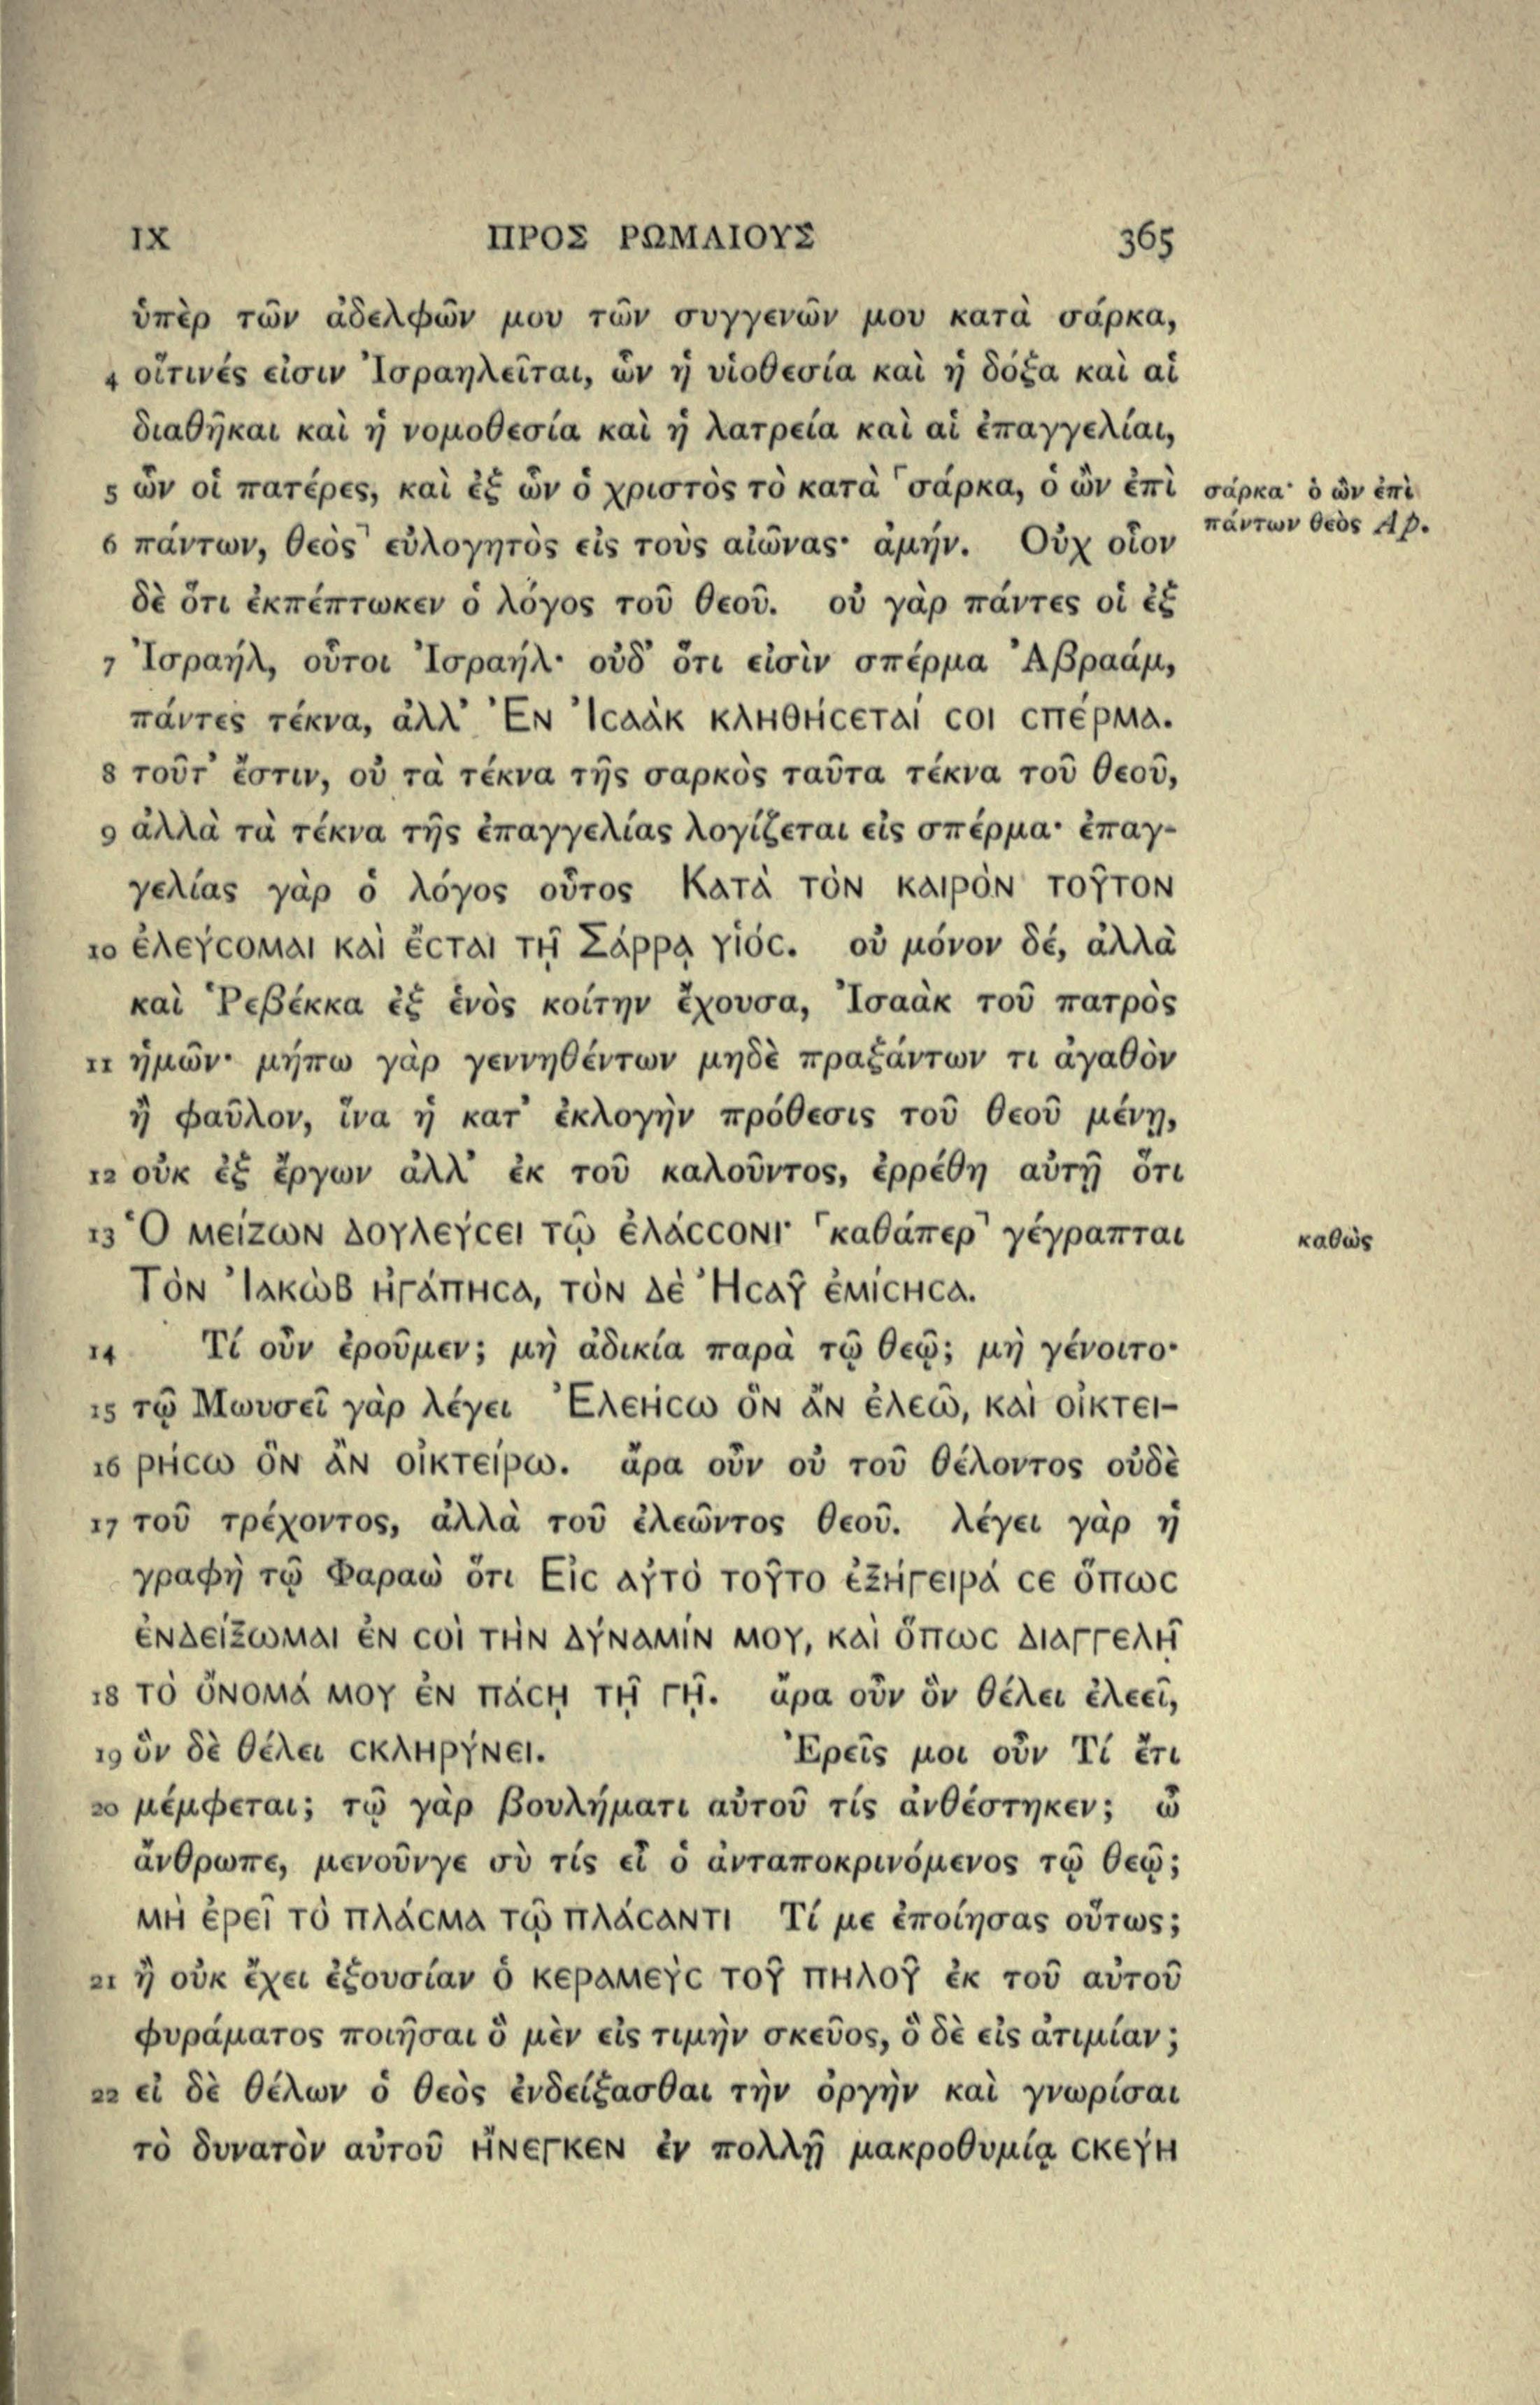 IX ΠΡΟΣ ΡΩΜΑΙΟΥΣ 365
ὑπὲρ τῶν ἀδελφῶν μου τῶν συγγενῶν μου κατὰ σάρκα,
4 οἵτινές εἰσιν Ἰσραηλεῖται, ὧν ἡ υἱοθεσία καὶ ἡ δόξα καὶ αἱ
διαθῆκαι καὶ ἡ νομοθεσία καὶ ἡ λατρεία καὶ αἱ ἐπαγγελίαι,
5 ὧν οἱ πατέρες, καὶ ἐξ ὧν ὁ χριστὸς τὸ κατὰ ⌜σάρκα, ὁ ὢν ἐπὶ
σάρκα· ὁ ὢν ἐπὶ
πάντων θεὸς Ap.
6 πάντων, θεὸς⌝ εὐλογητὸς εἰς τοὺς αἰῶνας· ἀμήν. Οὐχ οἷον
δὲ ὅτι ἐκπέπτωκεν ὁ λόγος τοῦ θεοῦ. οὐ γὰρ πάντες οἱ ἐξ
7 Ἰσραήλ, οὗτοι Ἰσραήλ· οὐδ᾽ ὅτι εἰσὶν σπέρμα Ἀβραάμ,
πάντες τέκνα, ἀλλ᾽ Ἐν Ἰσαὰκ κληθήσεταί σοι σπέρμα.
8 τοῦτ᾽ ἔστιν, οὐ τὰ τέκνα τῆς σαρκὸς ταῦτα τέκνα τοῦ θεοῦ,
9 ἀλλὰ τὰ τέκνα τῆς ἐπαγγελίας λογίζεται εἰς σπέρμα· ἐπαγ-
γελίας γὰρ ὁ λόγος οὗτος Κατὰ τὸν καιρὸν τοῦτον
10 ἐλεύσομαι καὶ ἔσται τῇ Σάρρᾳ υἱός. οὐ μόνον δέ, ἀλλὰ
καὶ Ῥεβέκκα ἐξ ἑνὸς κοίτην ἔχουσα, Ἰσαὰκ τοῦ πατρὸς
11 ἡμῶν· μήπω γὰρ γεννηθέντων μηδὲ πραξάντων τι ἀγαθὸν
ἢ φαῦλον, ἵνα ἡ κατ᾽ ἐκλογὴν πρόθεσις τοῦ θεοῦ μένῃ,
12 οὐκ ἐξ ἔργων ἀλλ᾽ ἐκ τοῦ καλοῦντος, ἐρρέθη αὐτῇ ὅτι
13 Ὁ μείζων δουλεύσει τῷ ἐλάσσονι· ⌜καθάπερ⌝ γέγραπται
καθὼς
Τὸν Ἰακὼβ ἠγάπησα, τὸν δὲ Ἠσαῦ ἐμίσησα.
14 Τί οὖν ἐροῦμεν; μὴ ἀδικία παρὰ τῷ θεῷ; μὴ γένοιτο·
15 τῷ Μωυσεῖ γὰρ λέγει Ἐλεήσω ὃν ἂν ἐλεῶ, καὶ οἰκτει-
16 ρήσω ὃν ἂν οἰκτείρω. ἄρα οὖν οὐ τοῦ θέλοντος οὐδὲ
17 τοῦ τρέχοντος, ἀλλὰ τοῦ ἐλεῶντος θεοῦ. λέγει γὰρ ἡ
γραφὴ τῷ Φαραὼ ὅτι Εἰς αὐτὸ τοῦτο ἐξήγειρά σε ὅπως
ἐνδείξωμαι ἐν σοὶ τὴν δύναμίν μου, καὶ ὅπως διαγγελῇ
18 τὸ ὄνομά μου ἐν πάσῃ τῇ γῇ. ἄρα οὖν ὃν θέλει ἐλεεῖ,
19 ὃν δὲ θέλει σκληρύνει. Ἐρεῖς μοι οὖν Τί ἔτι
20 μέμφεται; τῷ γὰρ βουλήματι αὐτοῦ τίς ἀνθέστηκεν; ὦ
ἄνθρωπε, μενοῦνγε σὺ τίς εἶ ὁ ἀνταποκρινόμενος τῷ θεῷ;
μὴ ἐρεῖ τὸ πλάσμα τῷ πλάσαντι Τί με ἐποίησας οὕτως;
21 ἢ οὐκ ἔχει ἐξουσίαν ὁ κεραμεὺς τοῦ πηλοῦ ἐκ τοῦ αὐτοῦ
φυράματος ποιῆσαι ὃ μὲν εἰς τιμὴν σκεῦος, ὃ δὲ εἰς ἀτιμίαν;
22 εἰ δὲ θέλων ὁ θεὸς ἐνδείξασθαι τὴν ὀργὴν καὶ γνωρίσαι
τὸ δυνατὸν αὐτοῦ ἤνεγκεν ἐν πολλῇ μακροθυμίᾳ σκεύη